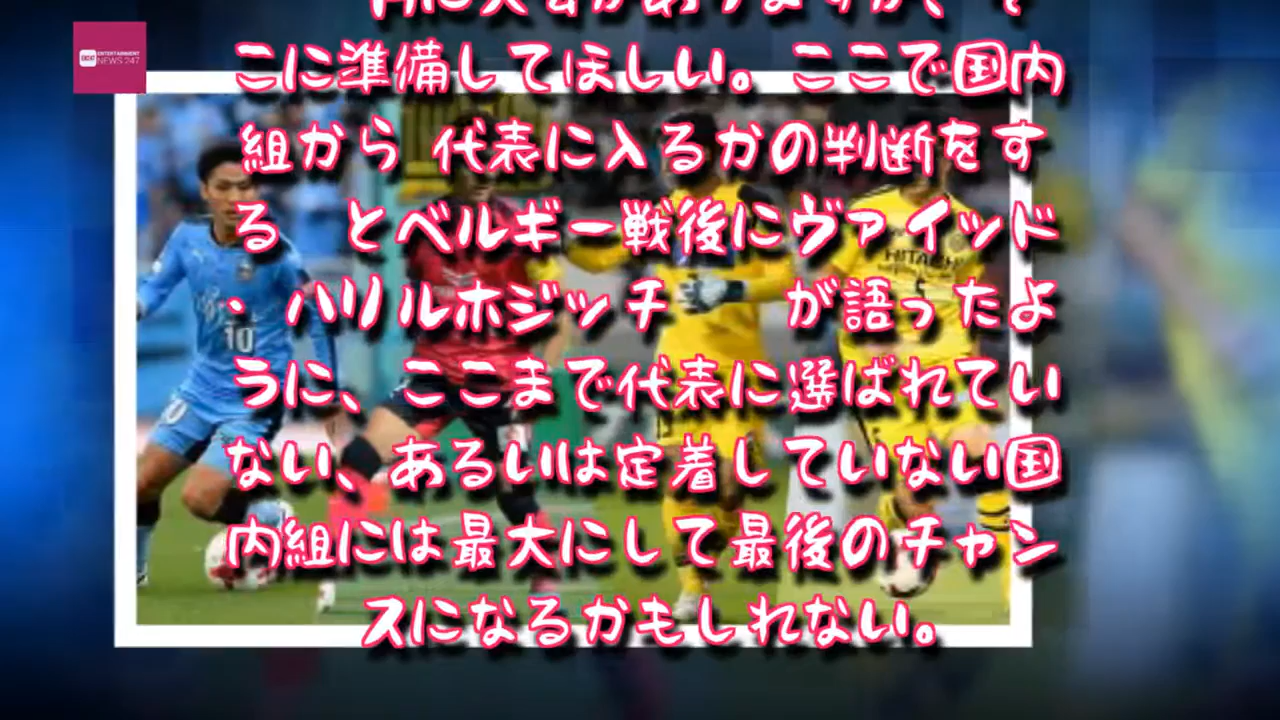 ENTERTAINMENT
NEWS 247
こに準備してほしい。ここで国内
組から 代表に入るかの判断をす
る　とベルギー戦後にヴァイッド
・ ハリルホジッチ　　が語ったよ
うに、ここまで代表に選ばれてい
ない、あるいは定着していない国
内組には最大にして最後のチャン
スになるかもしれない。
10
HITACHI